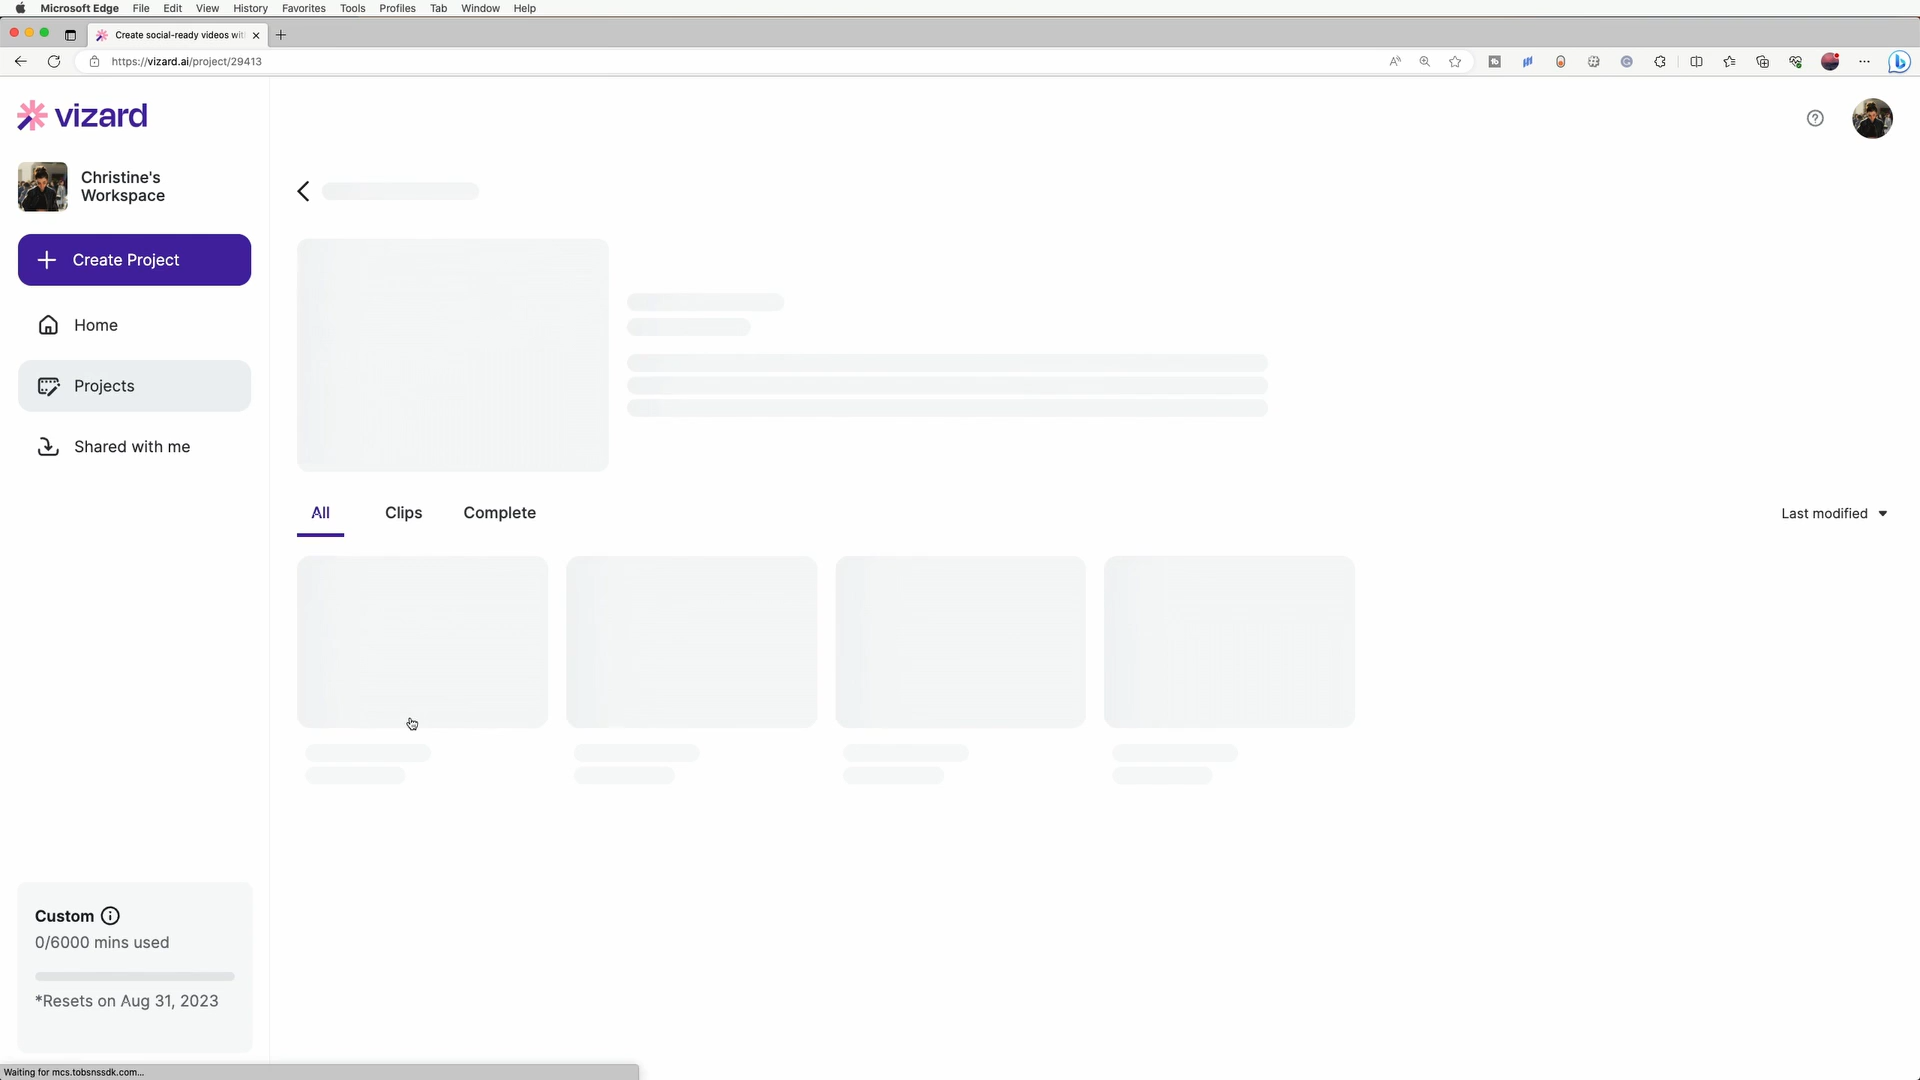 Microsoft Edge File Edit View History Favorites Tools Profiles Tab Window Help
Create social-ready videos wit
https://vizard.ai/project/29413
vizard
Christine's
Workspace
Create Project
Home
Projects
Shared with me
All Clips Complete
Last modified
Custom
0/6000 mins used
*Resets on Aug 31, 2023
Waiting for mcs.tobsnssdk.com...